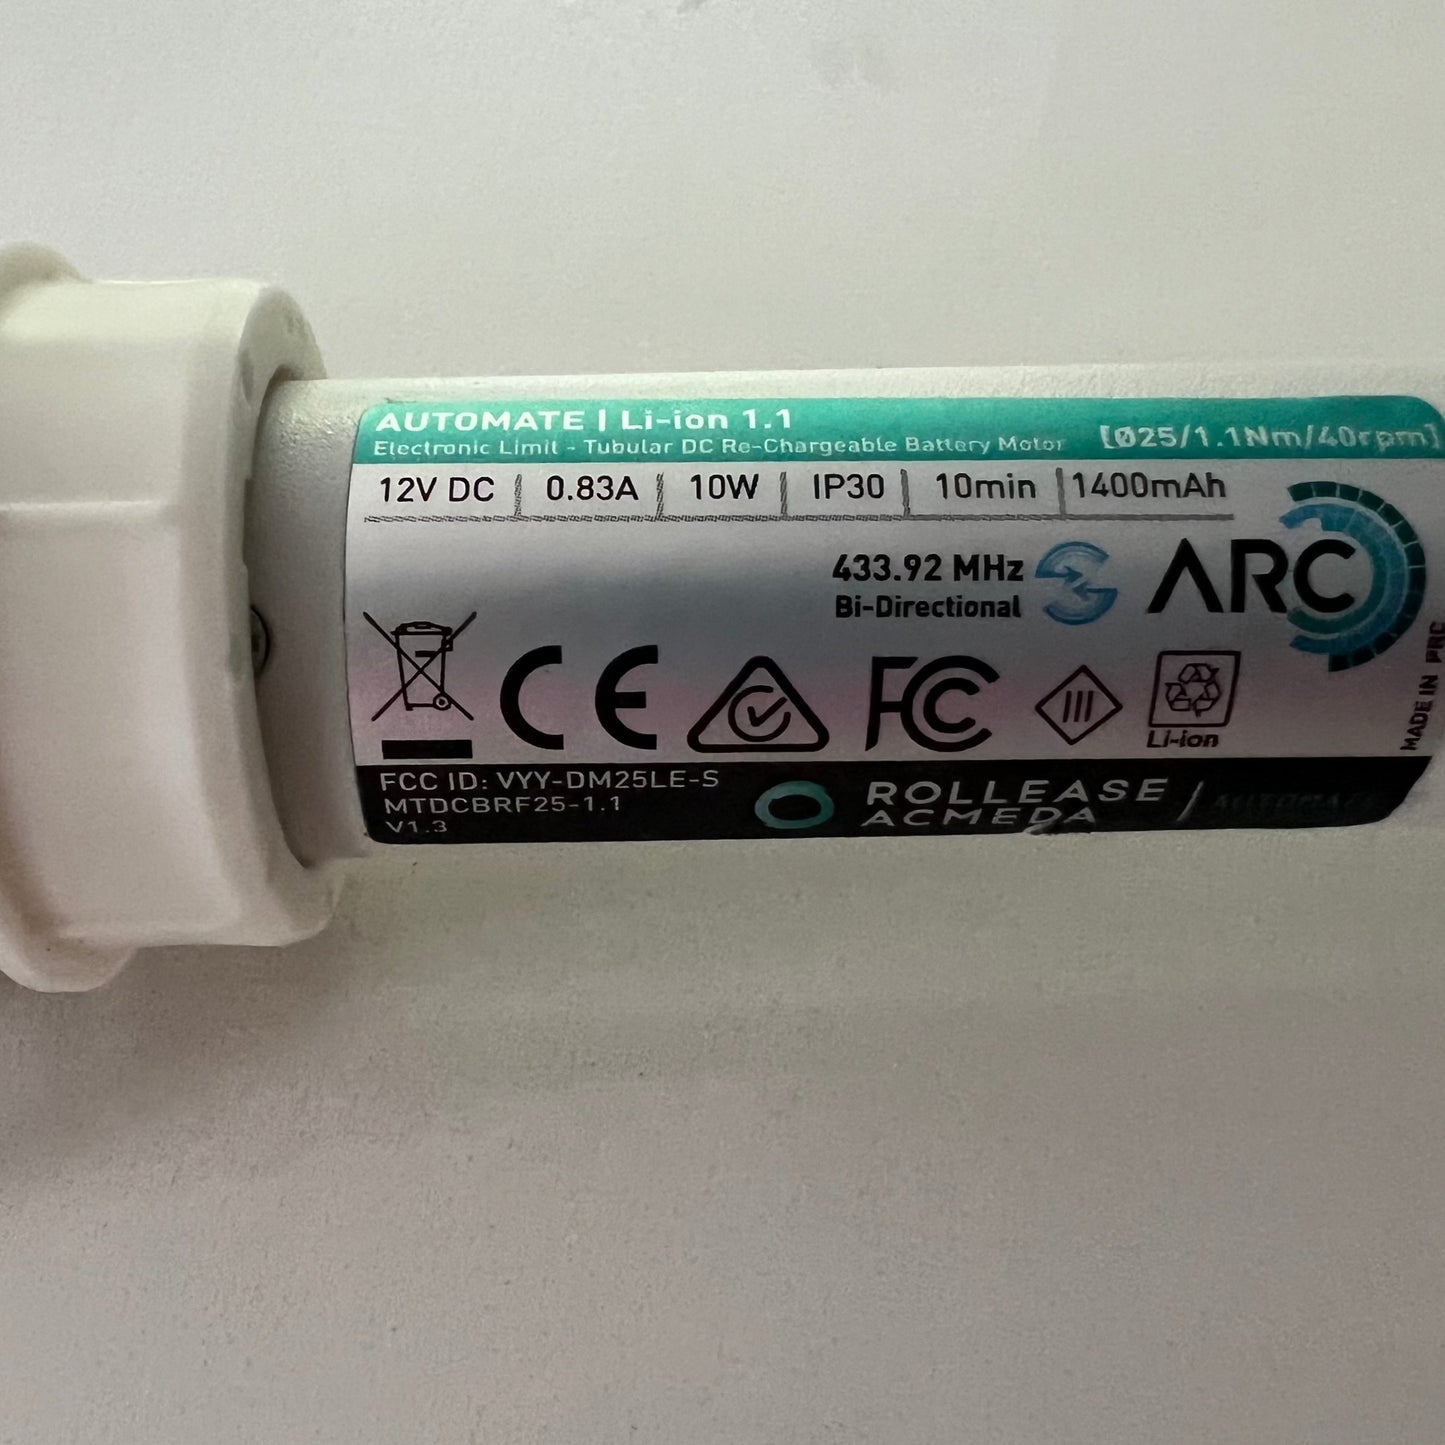 AUTOMATE | Li-ion 1.1
Electronic Limit - Tubular DC Re-Chargeable Battery Motor
[Ø25/1.1Nm/40rpm]
12V DC | 0.83A | 10W | IP30 | 10min | 1400mAh
433.92 MHz
Bi-Directional
ARC
CE
FC
III
Li-ion
MADE IN PRC
FCC ID: VYY-DM25LE-S
MTDCBRF25-1.1
V1.3
ROLLEASE
ACMEDA
/ AUTOMATE